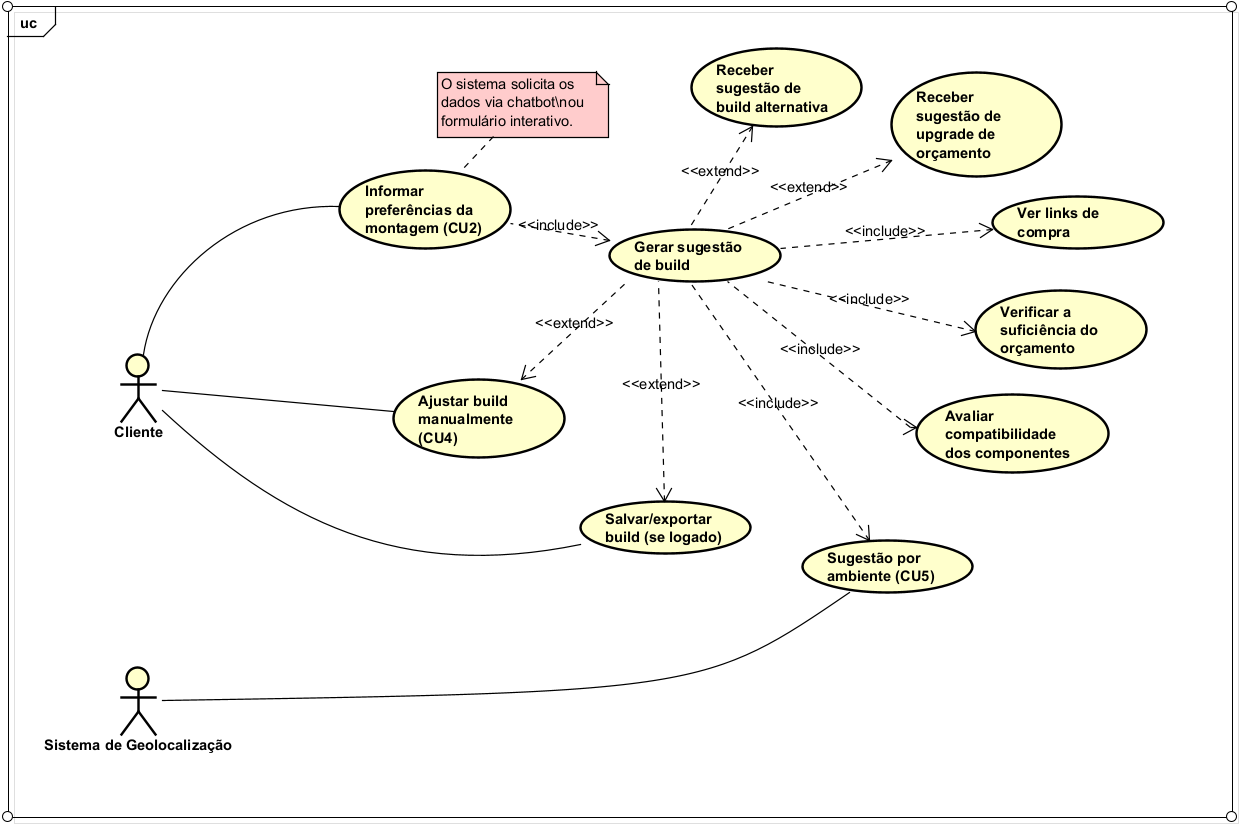 uc
O sistema solicita os
dados via chatbot\nou
formulário interativo.
Receber
sugestão de
build alternativa
Receber
sugestão de
upgrade de
orçamento
<<extend>>
<<extend>>
Informar
preferências da
montagem (CU2)
<<include>>
Gerar sugestão
de build
<<include>>
Ver links de
compra
<<include>>
Verificar a
suficiência do
orçamento
<<extend>>
<<include>>
<<extend>>
<<include>>
Ajustar build
manualmente
(CU4)
Avaliar
compatibilidade
dos componentes
Cliente
Salvar/exportar
build (se logado)
Sugestão por
ambiente (CU5)
Sistema de Geolocalização